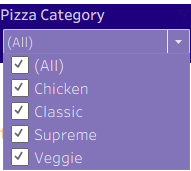 Pizza Category
(All)
(All)
Chicken
Classic
Supreme
Veggie